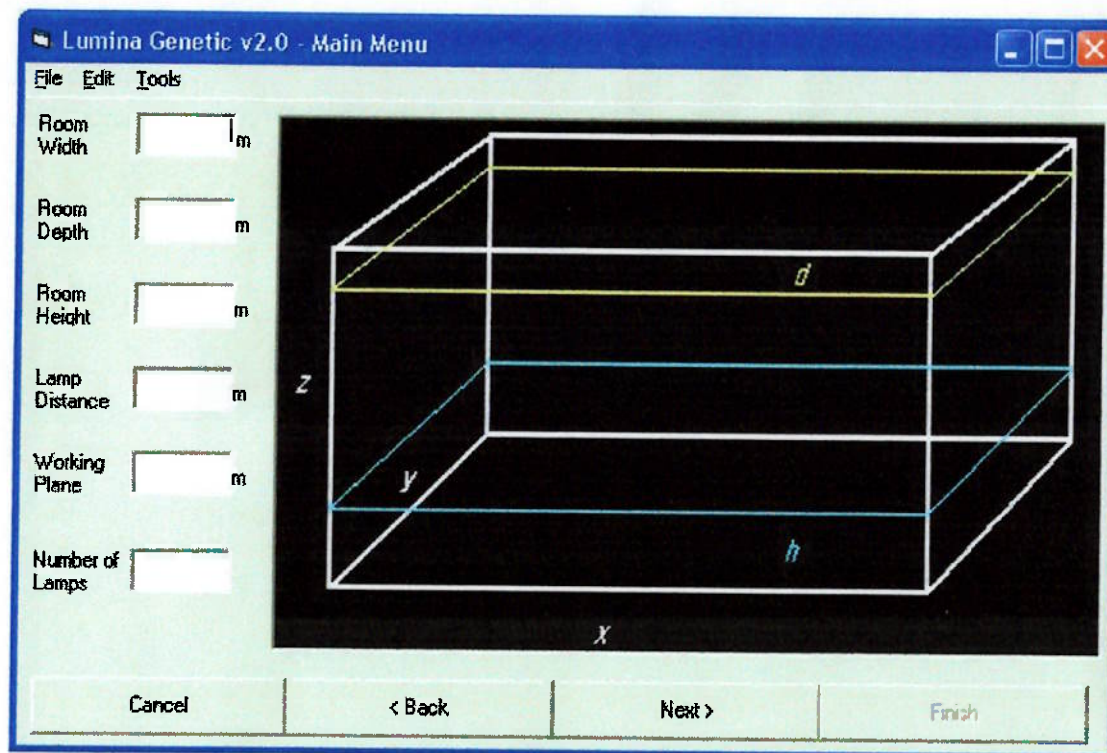 Lumina Genetic v2.0 - Main Menu
File Edit Tools
Room
Width
m
Room
Depth
m
Room
Height
m
Lamp
Distance
m
Working
Plane
m
Number of
Lamps
d
z
y
h
x
Cancel
< Back
Next >
Finish